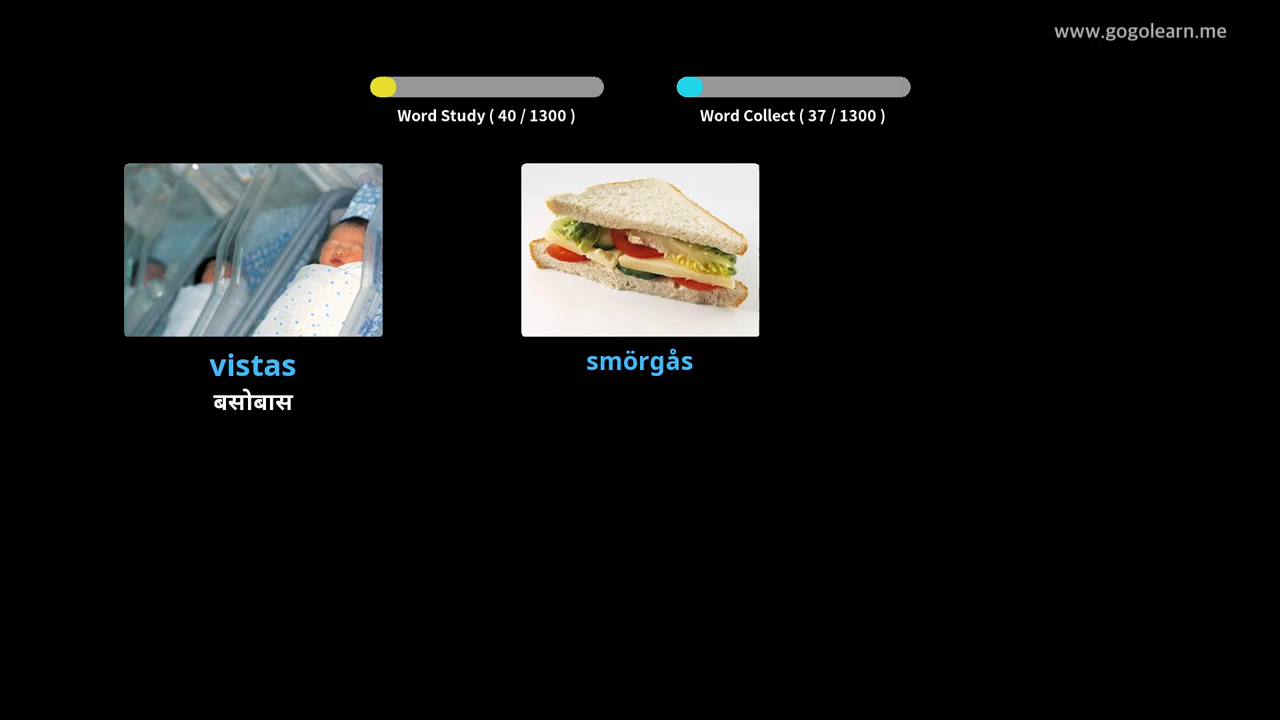 www.gogolearn.me
Word Study ( 40 / 1300 )
Word Collect ( 37 / 1300 )
vistas
बसोबास
smörgås